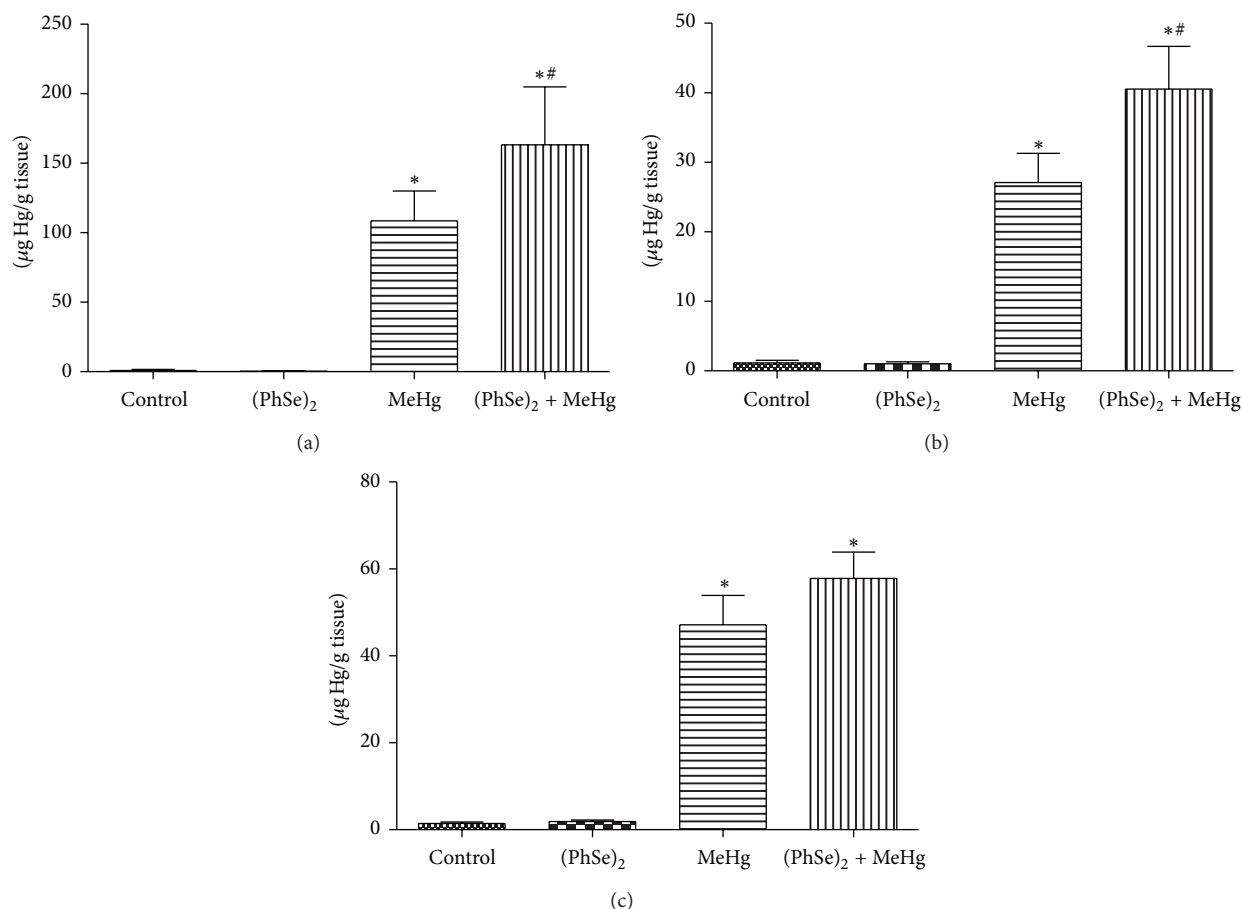 250
200
150
100
50
0
(μg Hg/g tissue)
*
*#
Control (PhSe)₂ MeHg (PhSe)₂ + MeHg
(a)
50
40
30
20
10
0
(μg Hg/g tissue)
*
*#
Control (PhSe)₂ MeHg (PhSe)₂ + MeHg
(b)
80
60
40
20
0
(μg Hg/g tissue)
*
*
Control (PhSe)₂ MeHg (PhSe)₂ + MeHg
(c)